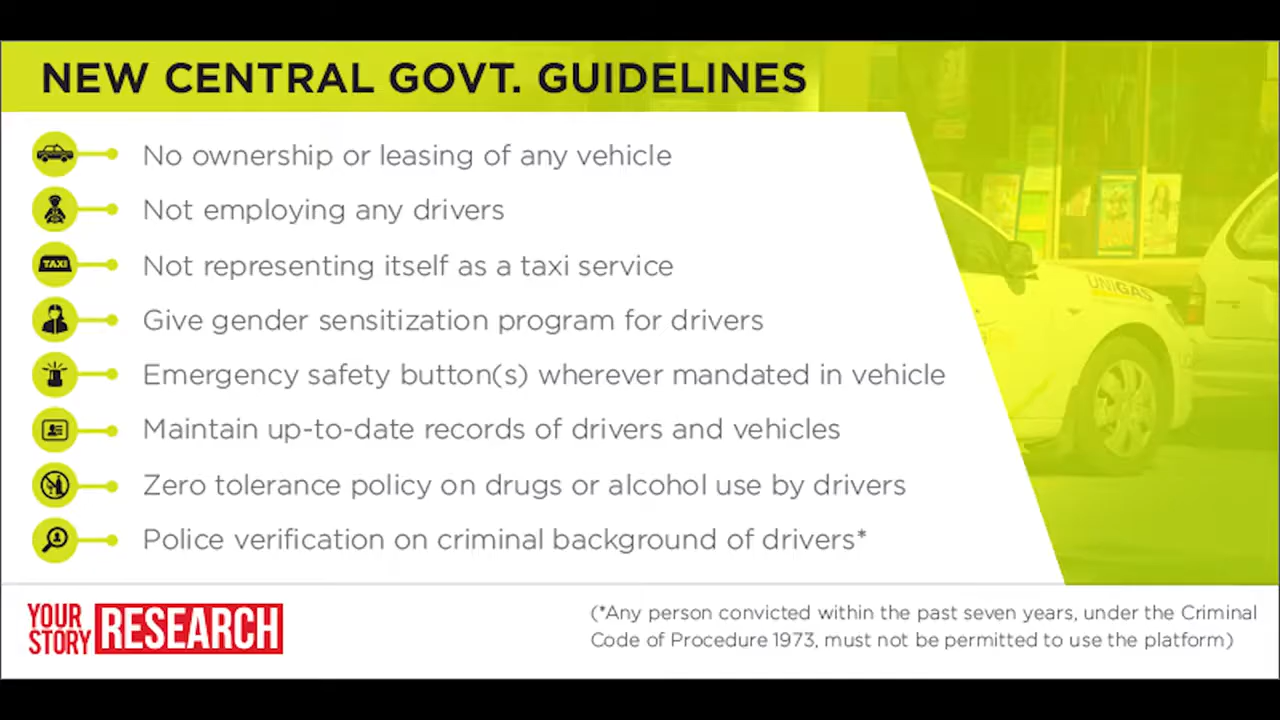 NEW CENTRAL GOVT. GUIDELINES
No ownership or leasing of any vehicle
Not employing any drivers
TAXI
Not representing itself as a taxi service
Give gender sensitization program for drivers
Emergency safety button(s) wherever mandated in vehicle
Maintain up-to-date records of drivers and vehicles
Zero tolerance policy on drugs or alcohol use by drivers
Police verification on criminal background of drivers*
UNIGAS
YOUR
STORY
RESEARCH
(*Any person convicted within the past seven years, under the Criminal
Code of Procedure 1973, must not be permitted to use the platform)